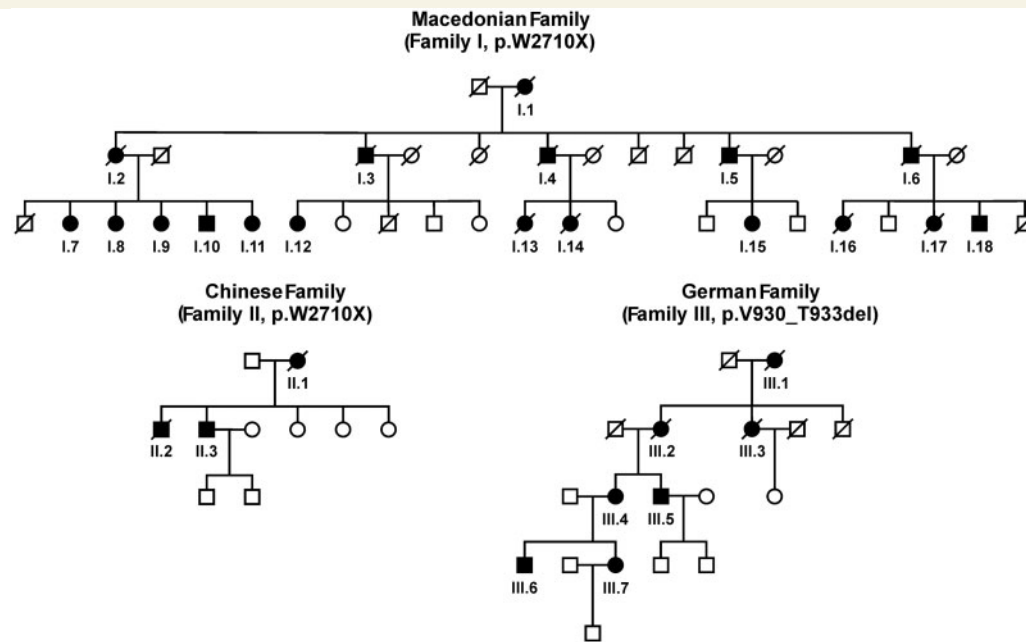 Macedonian Family
(Family I, p.W2710X)
I.1
I.2 I.3 I.4 I.5 I.6
I.7 I.8 I.9 I.10 I.11 I.12 I.13 I.14 I.15 I.16 I.17 I.18
Chinese Family
(Family II, p.W2710X)
II.1
II.2 II.3
German Family
(Family III, p.V930_T933del)
III.1
III.2 III.3
III.4 III.5
III.6 III.7